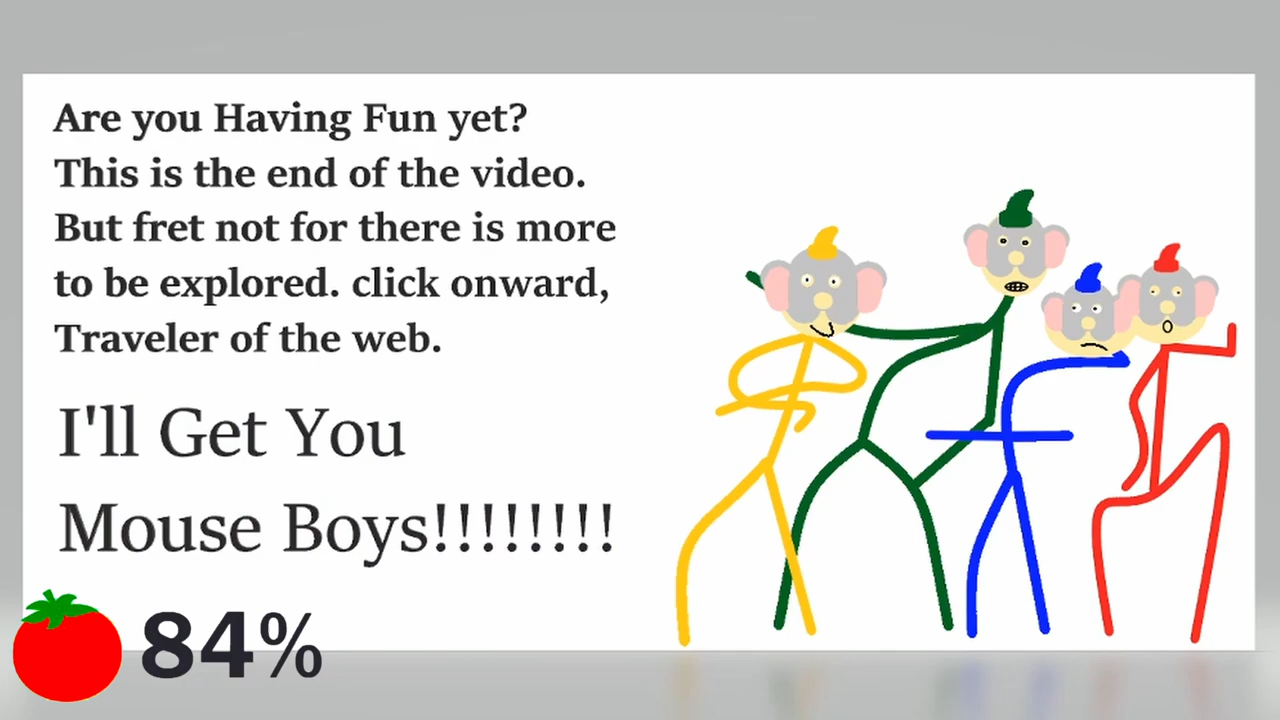 Are you Having Fun yet?
This is the end of the video.
But fret not for there is more
to be explored. click onward,
Traveler of the web.
I'll Get You
Mouse Boys!!!!!!!!
84%